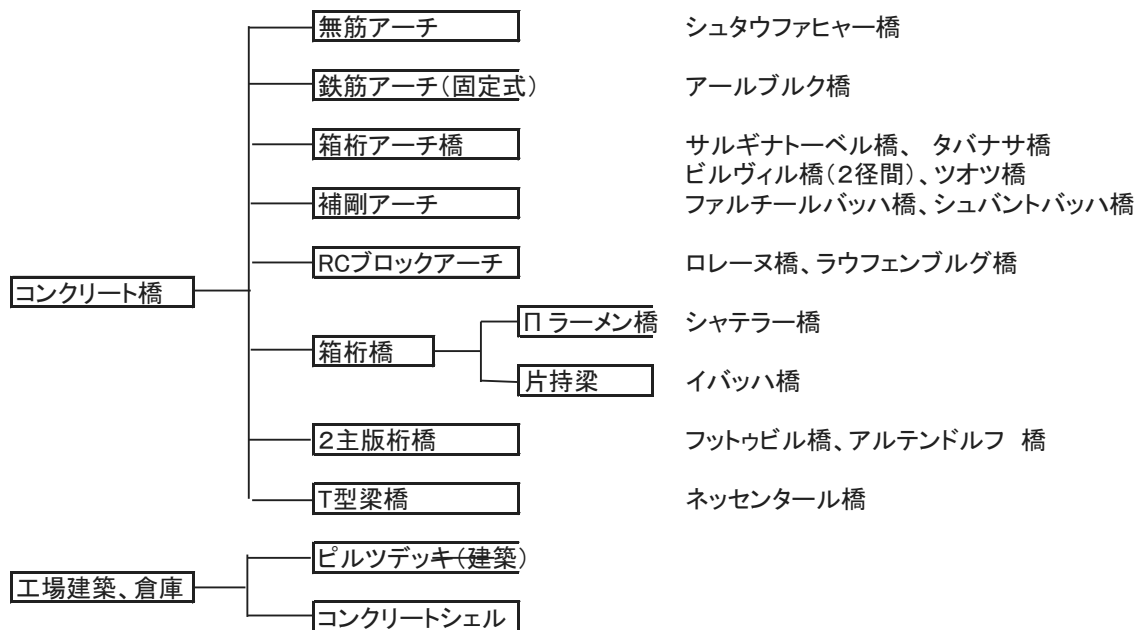 無筋アーチ シュタウファヒャー橋
鉄筋アーチ（固定式） アールブルク橋
箱桁アーチ橋 サルギナトーベル橋、 タバナサ橋
ビルヴィル橋（２径間）、ツオツ橋
補剛アーチ ファルチールバッハ橋、シュバントバッハ橋
RCブロックアーチ ロレーヌ橋、ラウフェンブルグ橋
コンクリート橋
Π ラーメン橋 シャテラー橋
箱桁橋
片持梁 イバッハ橋
２主版桁橋 フットゥビル橋、アルテンドルフ 橋
T型梁橋 ネッセンタール橋
ピルツデッキ（建築）
工場建築、倉庫
コンクリートシェル